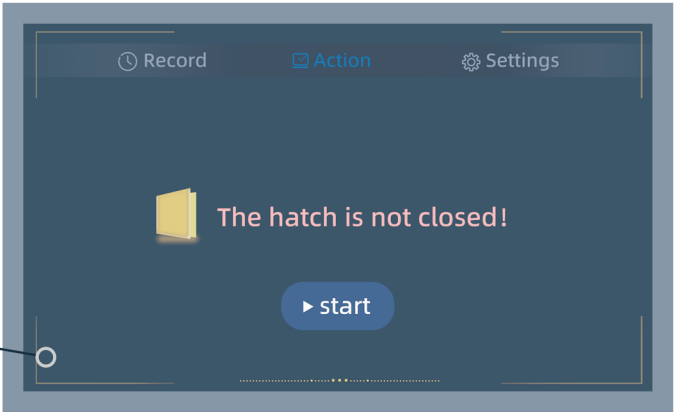 Record Action Settings
The hatch is not closed!
start